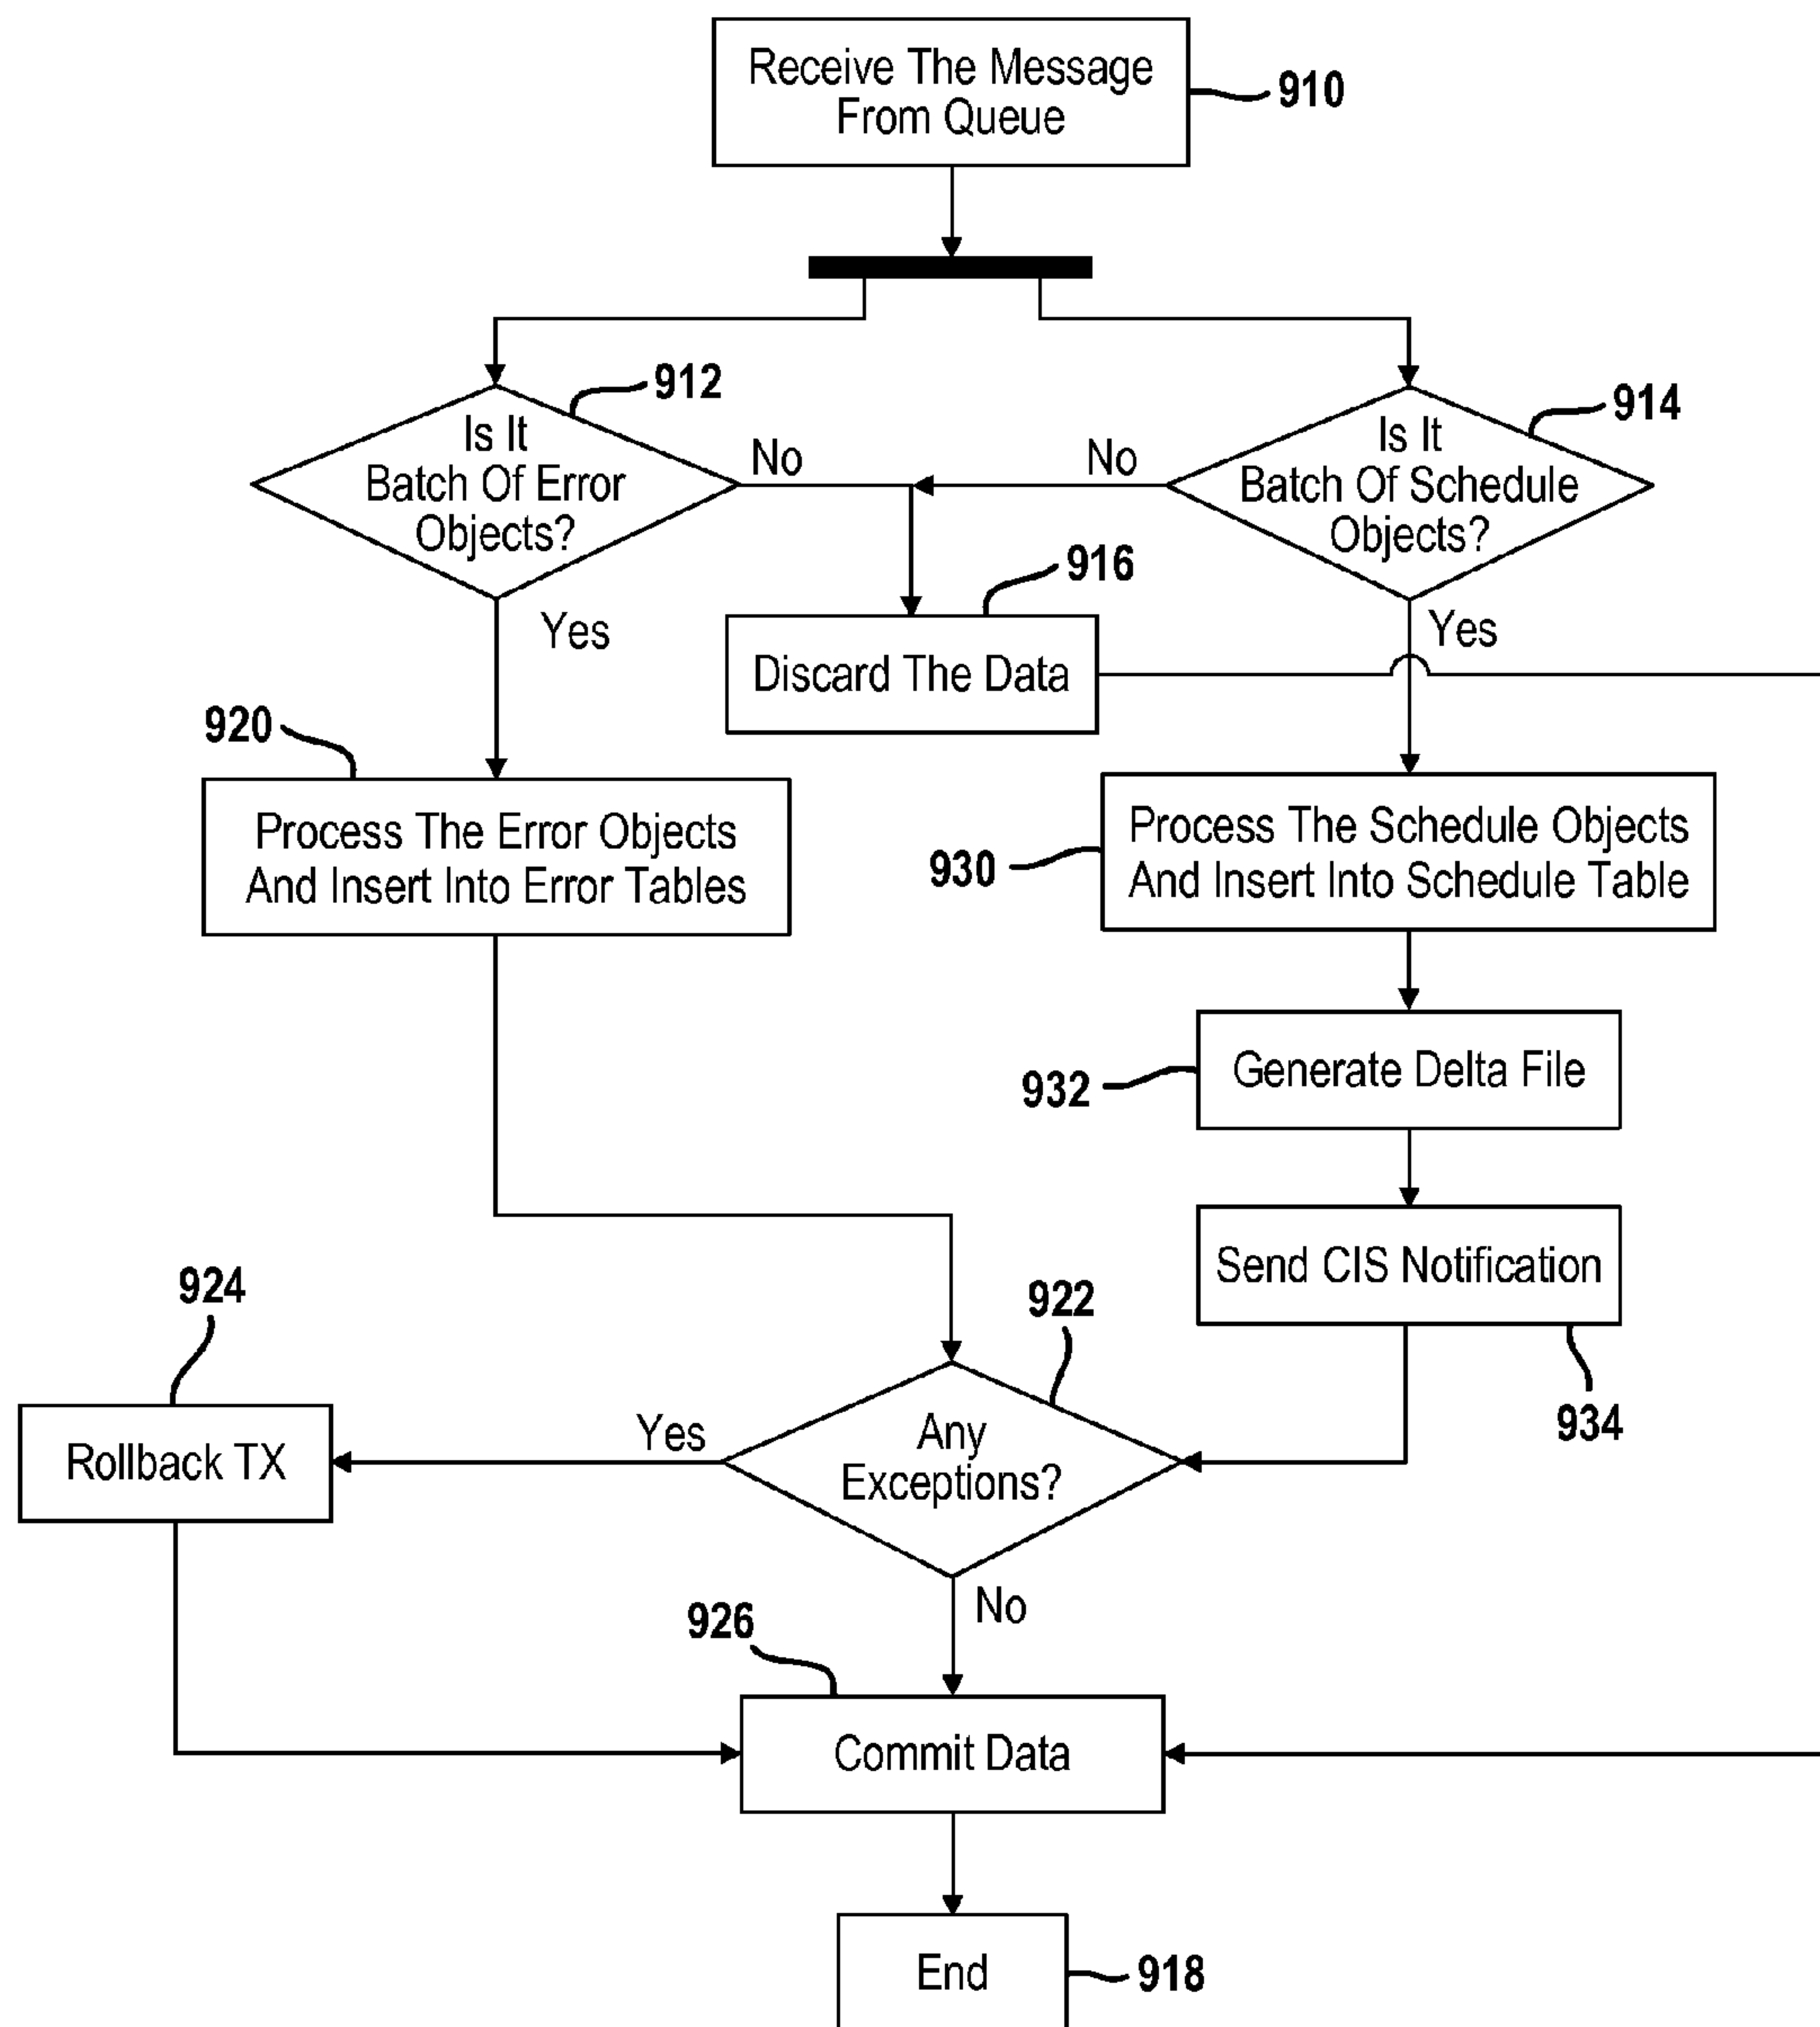 Receive The Message
From Queue
910
912
914
Is It
Batch Of Error
Objects?
No
No
Is It
Batch Of Schedule
Objects?
916
Yes
Yes
Discard The Data
920
Process The Error Objects
And Insert Into Error Tables
930
Process The Schedule Objects
And Insert Into Schedule Table
932
Generate Delta File
Send CIS Notification
924
922
934
Rollback TX
Yes
Any
Exceptions?
No
926
Commit Data
End
918